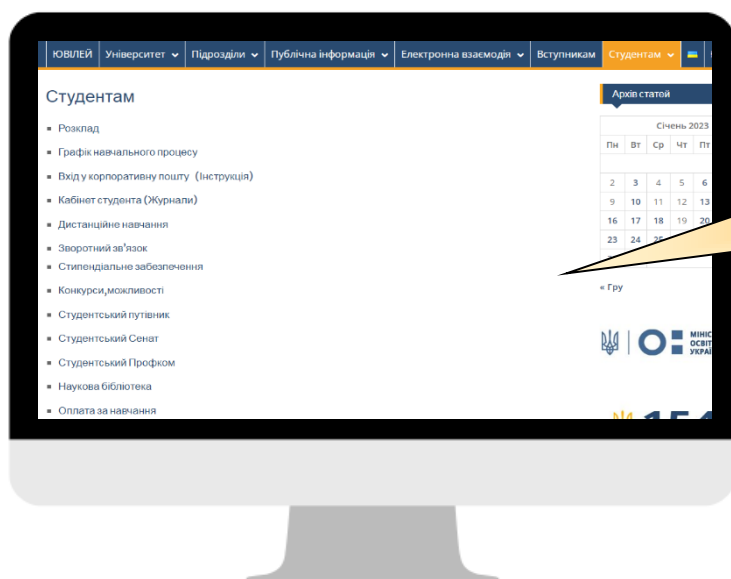 ЮВІЛЕЙ Університет Підрозділи Публічна інформація Електронна взаємодія Вступникам Студентам
Студентам
Розклад
Графік навчального процесу
Вхід у корпоративну пошту (Інструкція)
Кабінет студента (Журнали)
Дистанційне навчання
Зворотний зв'язок
Стипендіальне забезпечення
Конкурси,можливості
Студентський путівник
Студентський Сенат
Студентський Профком
Наукова бібліотека
Оплата за навчання
Архів статей
Січень 2023
Пн Вт Ср Чт Пт
2 3 4 5 6
9 10 11 12 13
16 17 18 19 20
23 24 25
« Гру